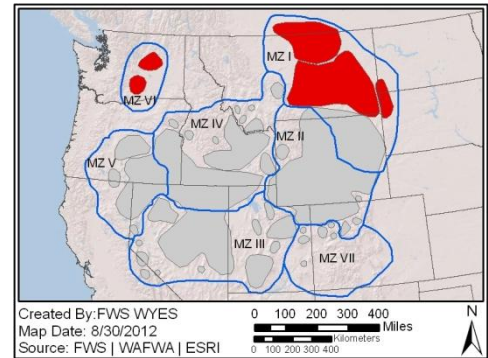 MZ I
MZ VI
MZ IV
MZ II
MZ V
MZ III
MZ VII
Created By:FWS WYES
Map Date: 8/30/2012
Source: FWS | WAFWA | ESRI
0 100 200 300 400
Miles
Kilometers
0 100 200 300 400
N